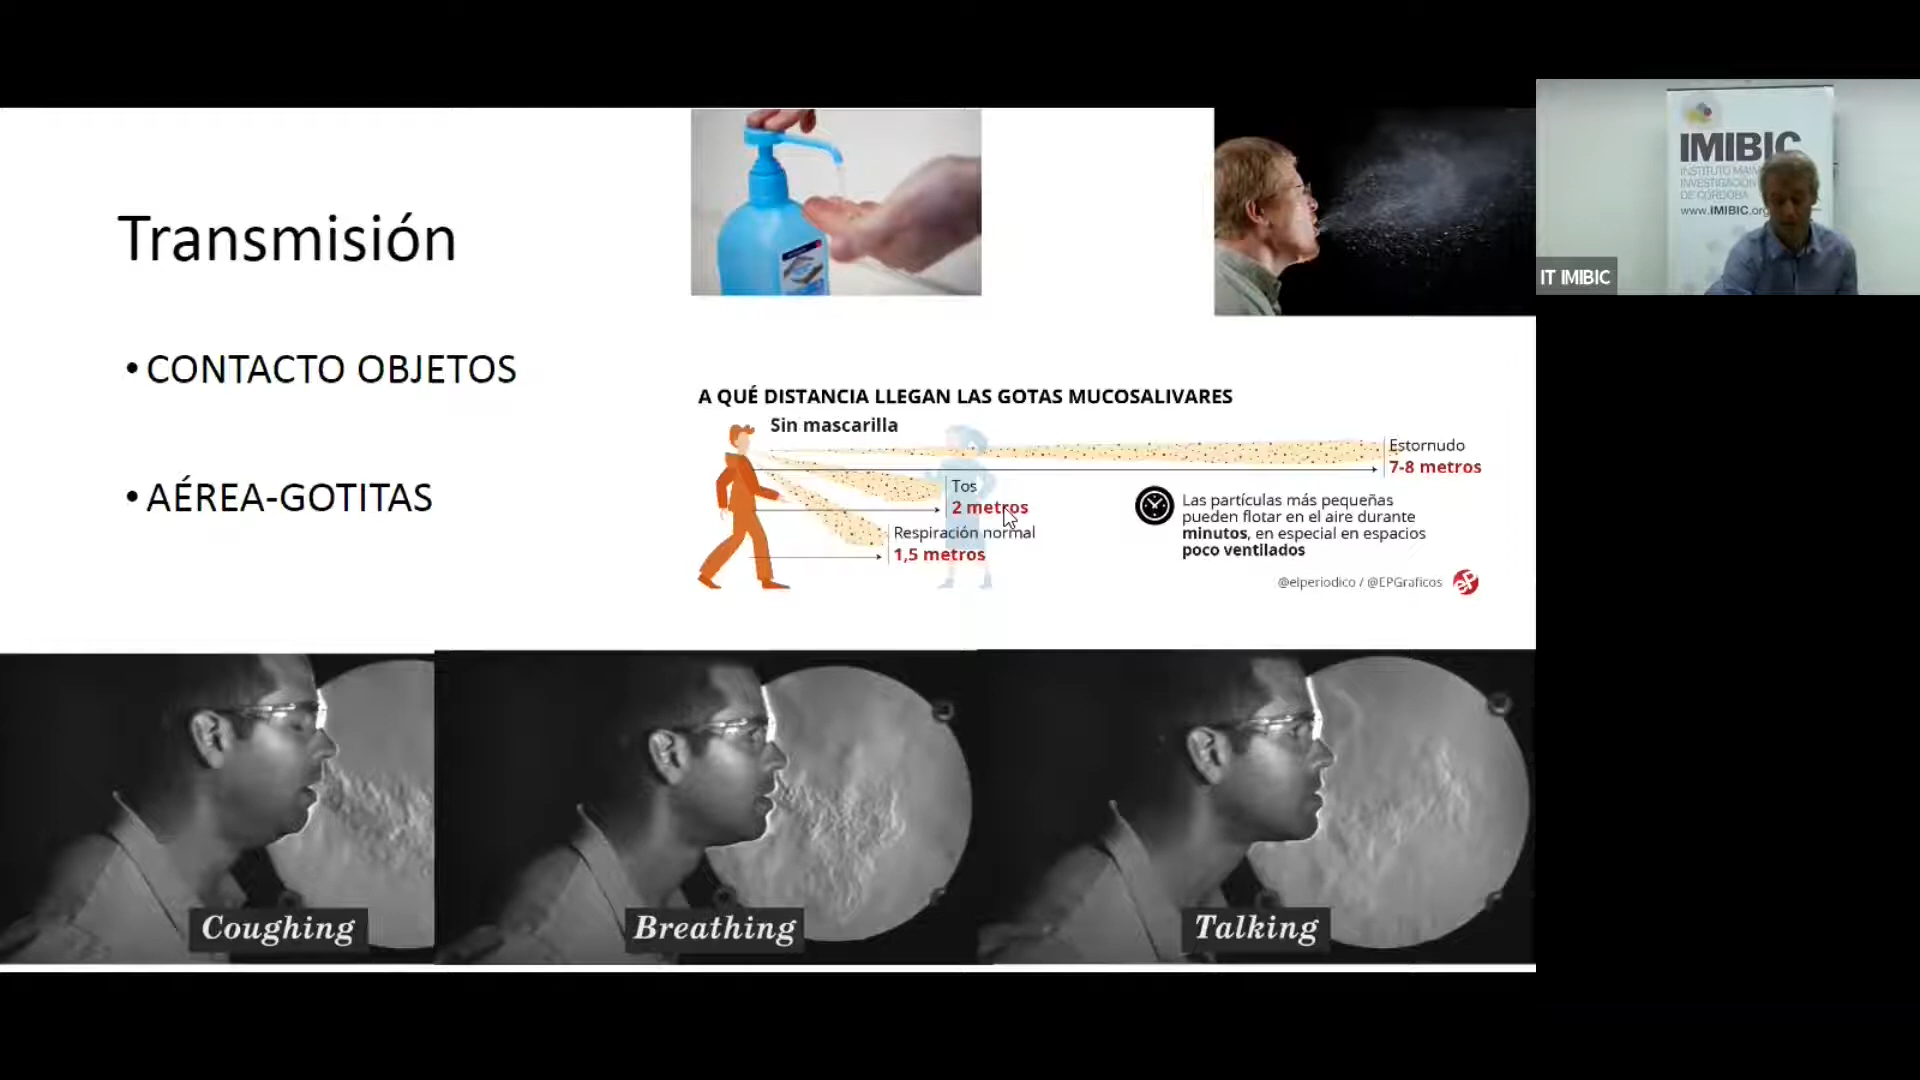 Transmisión
• CONTACTO OBJETOS
• AÉREA-GOTITAS
A QUÉ DISTANCIA LLEGAN LAS GOTAS MUCOSALIVARES
Sin mascarilla
Estornudo
7-8 metros
Tos
2 metros
Respiración normal
1,5 metros
Las partículas más pequeñas
pueden flotar en el aire durante
minutos, en especial en espacios
poco ventilados
@elperiodico / @EPGraficos
eP
Coughing
Breathing
Talking
IMIBIC
INSTITUTO
INVESTIGACIÓN
DE CÓRDOBA
www.IMIBIC.org
IT IMIBIC